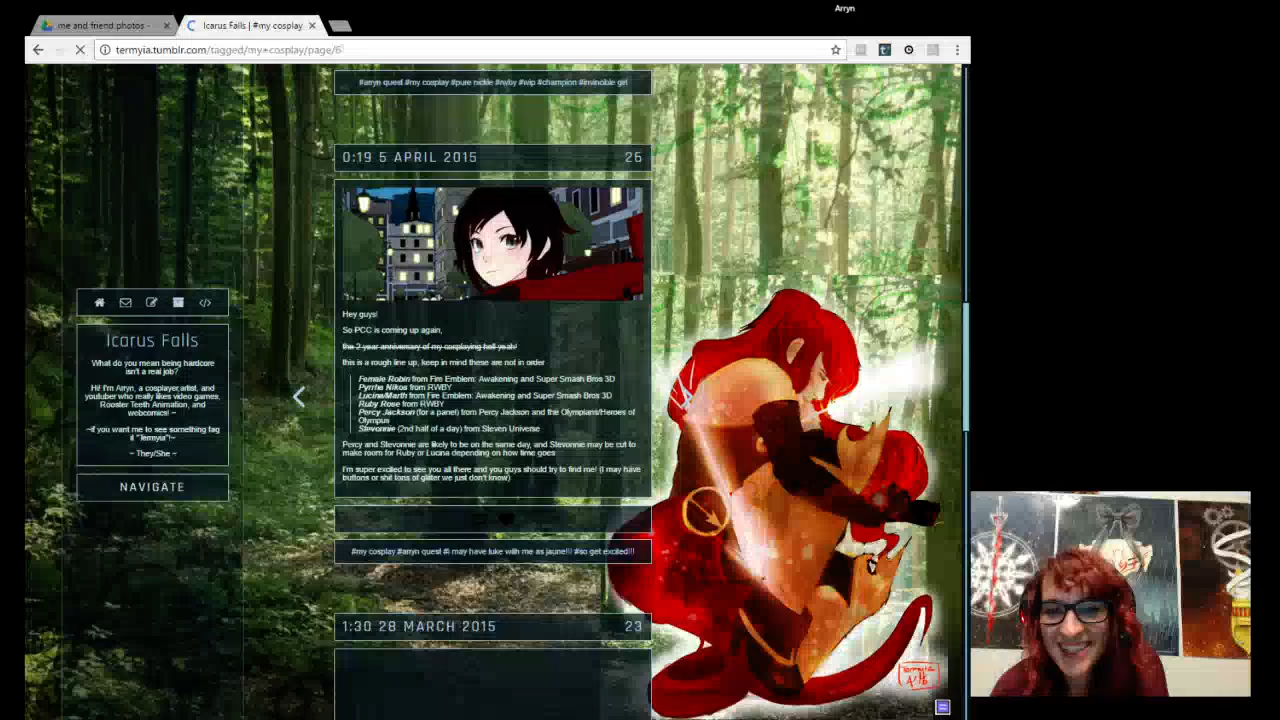 Arryn
me and friend photos -
Icarus Falls | #my cosplay
termyia.tumblr.com/tagged/my+cosplay/page/6
#arryn quest #my cosplay #pure nickle #rwby #wip #champion #invincible girl
0:19 5 APRIL 2015 26
Hey guys!
So PCC is coming up again,
the 2 year anniversary of my cosplaying hell yeah!
this is a rough line up, keep in mind these are not in order
Female Robin from Fire Emblem: Awakening and Super Smash Bros 3D
Pyrrha Nikos from RWBY
Lucina/Marth from Fire Emblem: Awakening and Super Smash Bros 3D
Ruby Rose from RWBY
Percy Jackson (for a panel) from Percy Jackson and the Olympians/Heroes of
Olympus
Stevonnie (2nd half of a day) from Steven Universe
Percy and Stevonnie are likely to be on the same day, and Stevonnie may be cut to
make room for Ruby or Lucina depending on how time goes
I'm super excited to see you all there and you guys should try to find me! (I may have
buttons or shit tons of glitter we just don't know)
#my cosplay #arryn quest #i may have luke with me as jaune!!! #so get excited!!!
1:30 28 MARCH 2015 23
Icarus Falls
What do you mean being hardcore
isn't a real job?
Hi! I'm Arryn, a cosplayer,artist, and
youtuber who really likes video games,
Rooster Teeth Animation, and
webcomics! ~
~if you want me to see something tag
it "Termyia"!~
~ They/She ~
NAVIGATE
Termyia